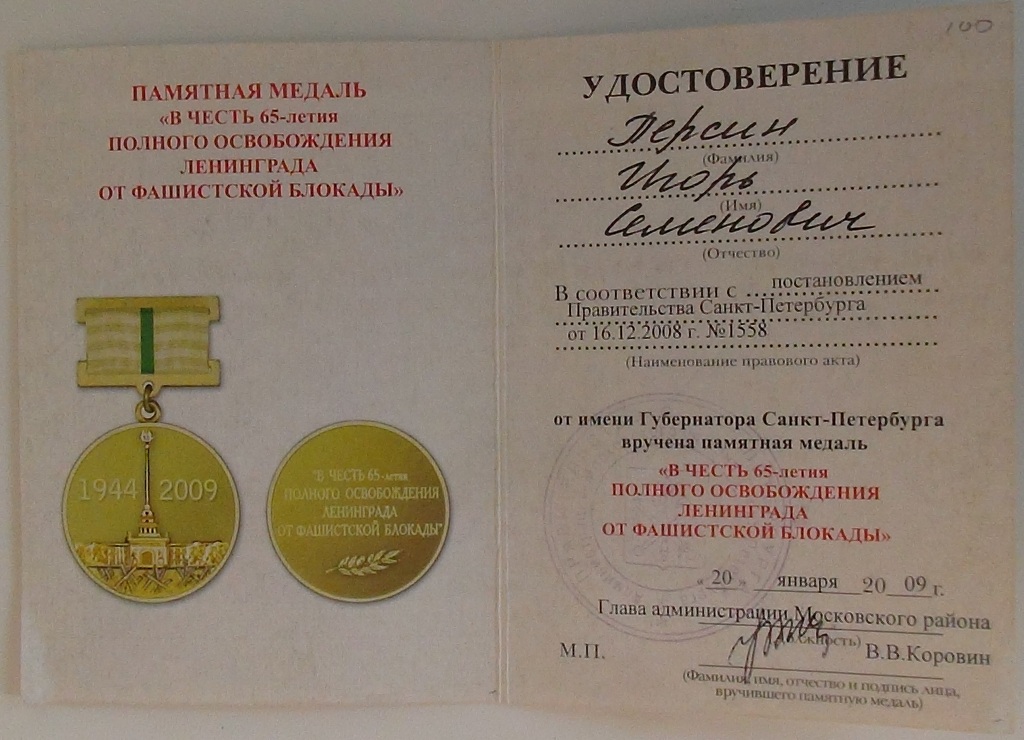 ПАМЯТНАЯ МЕДАЛЬ
«В ЧЕСТЬ 65-летия
ПОЛНОГО ОСВОБОЖДЕНИЯ
ЛЕНИНГРАДА
ОТ ФАШИСТСКОЙ БЛОКАДЫ»
1944 2009
"В ЧЕСТЬ 65-летия
ПОЛНОГО ОСВОБОЖДЕНИЯ
ЛЕНИНГРАДА
ОТ ФАШИСТСКОЙ БЛОКАДЫ"
100
УДОСТОВЕРЕНИЕ
Персин
(Фамилия)
Игорь
(Имя)
Семенович
(Отчество)
В соответствии с постановлением
Правительства Санкт-Петербурга
от 16.12.2008 г. №1558
(Наименование правового акта)
от имени Губернатора Санкт-Петербурга
вручена памятная медаль
«В ЧЕСТЬ 65-летия
ПОЛНОГО ОСВОБОЖДЕНИЯ
ЛЕНИНГРАДА
ОТ ФАШИСТСКОЙ БЛОКАДЫ»
« 20 » января 20 09 г.
Глава администрации Московского района
(должность)
М.П. В.В.Коровин
(Фамилия, имя, отчество и подпись лица,
вручившего памятную медаль)